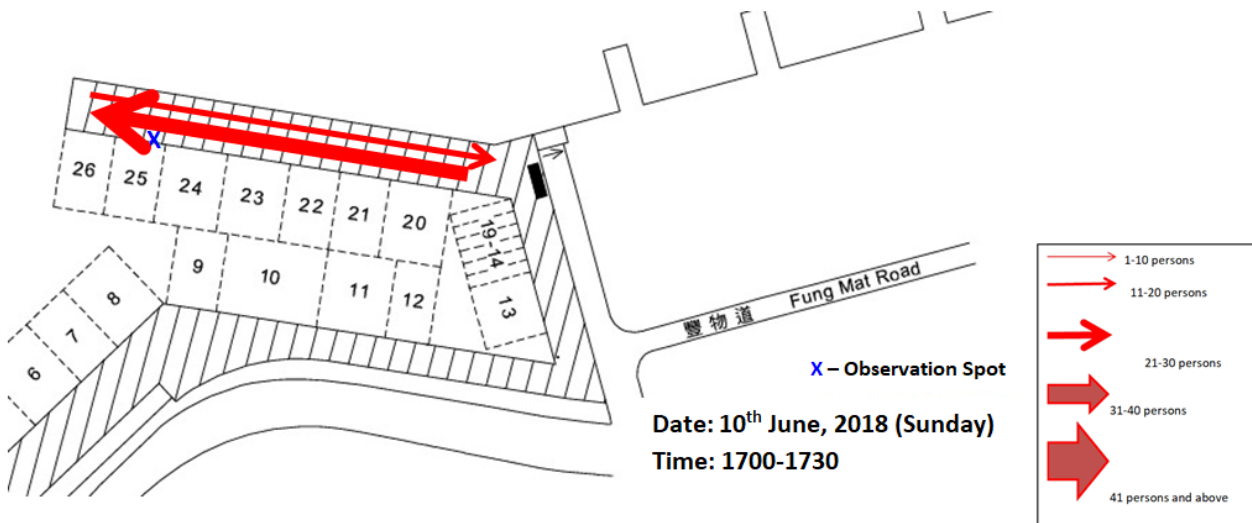 26
25
24
23
22
21
20
19-14
13
9
10
11
12
8
7
6
豐物道 Fung Mat Road
X
X – Observation Spot
Date: 10th June, 2018 (Sunday)
Time: 1700-1730
1-10 persons
11-20 persons
21-30 persons
31-40 persons
41 persons and above